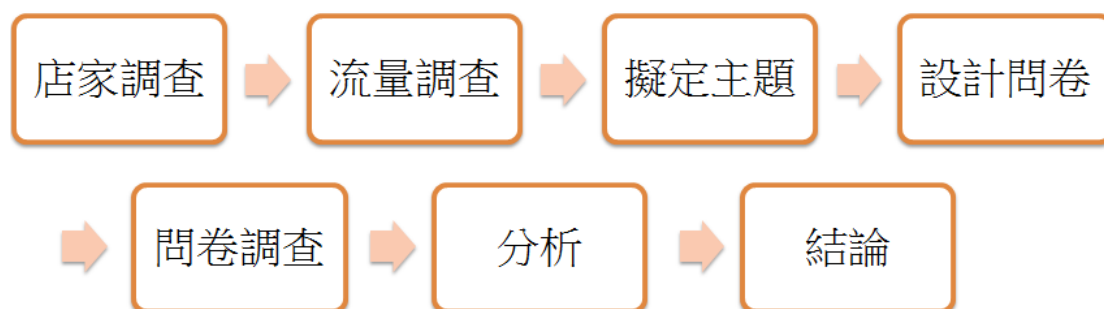 店家調查
流量調查
擬定主題
設計問卷
問卷調查
分析
結論